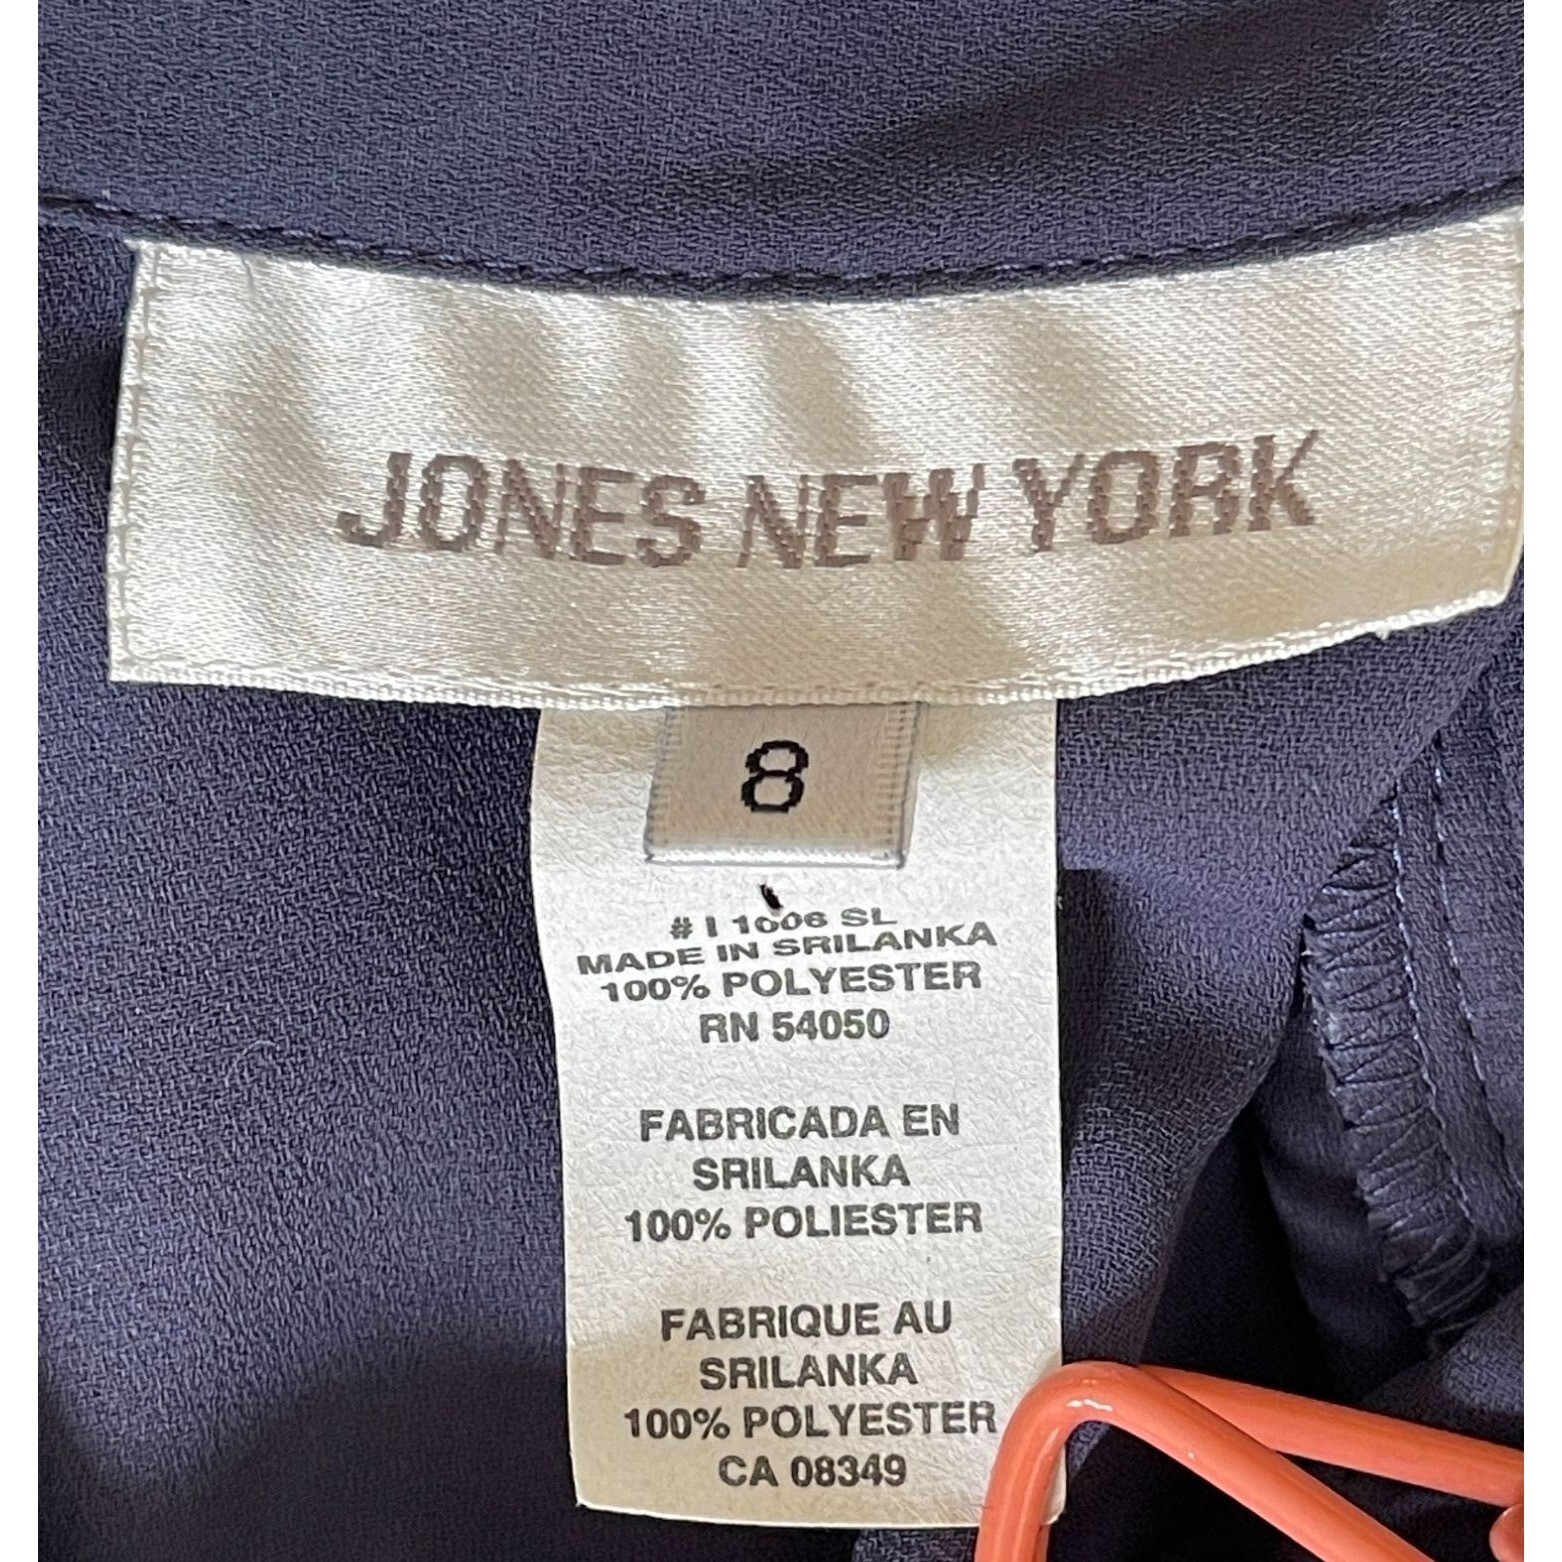 JONES NEW YORK
8
# I 1006 SL
MADE IN SRILANKA
100% POLYESTER
RN 54050
FABRICADA EN
SRILANKA
100% POLIESTER
FABRIQUE AU
SRILANKA
100% POLYESTER
CA 08349